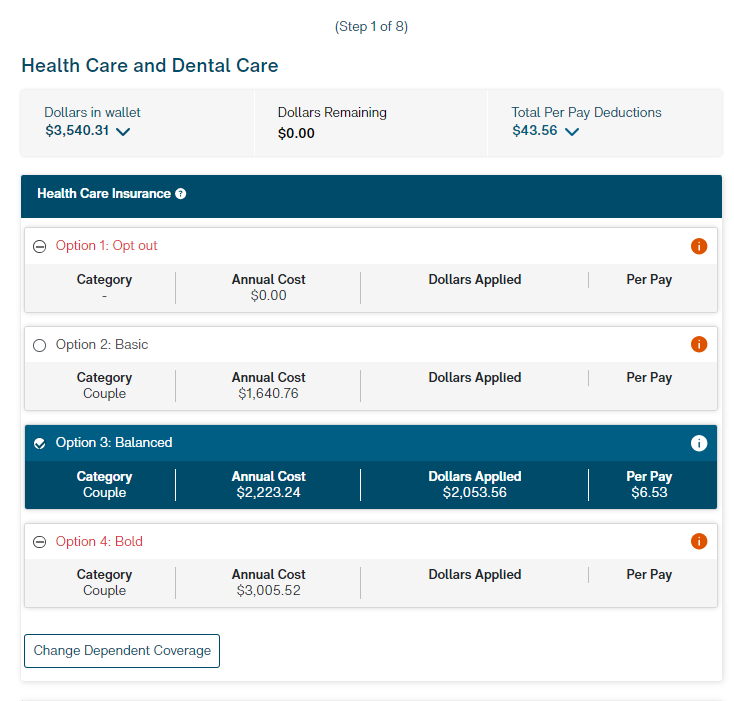 (Step 1 of 8)
Health Care and Dental Care
Dollars in wallet Dollars Remaining Total Per Pay Deductions
$3,540.31 $0.00 $43.56
Health Care Insurance ?
Option 1: Opt out i
Category Annual Cost Dollars Applied Per Pay
- $0.00
Option 2: Basic i
Category Annual Cost Dollars Applied Per Pay
Couple $1,640.76
Option 3: Balanced i
Category Annual Cost Dollars Applied Per Pay
Couple $2,223.24 $2,053.56 $6.53
Option 4: Bold i
Category Annual Cost Dollars Applied Per Pay
Couple $3,005.52
Change Dependent Coverage